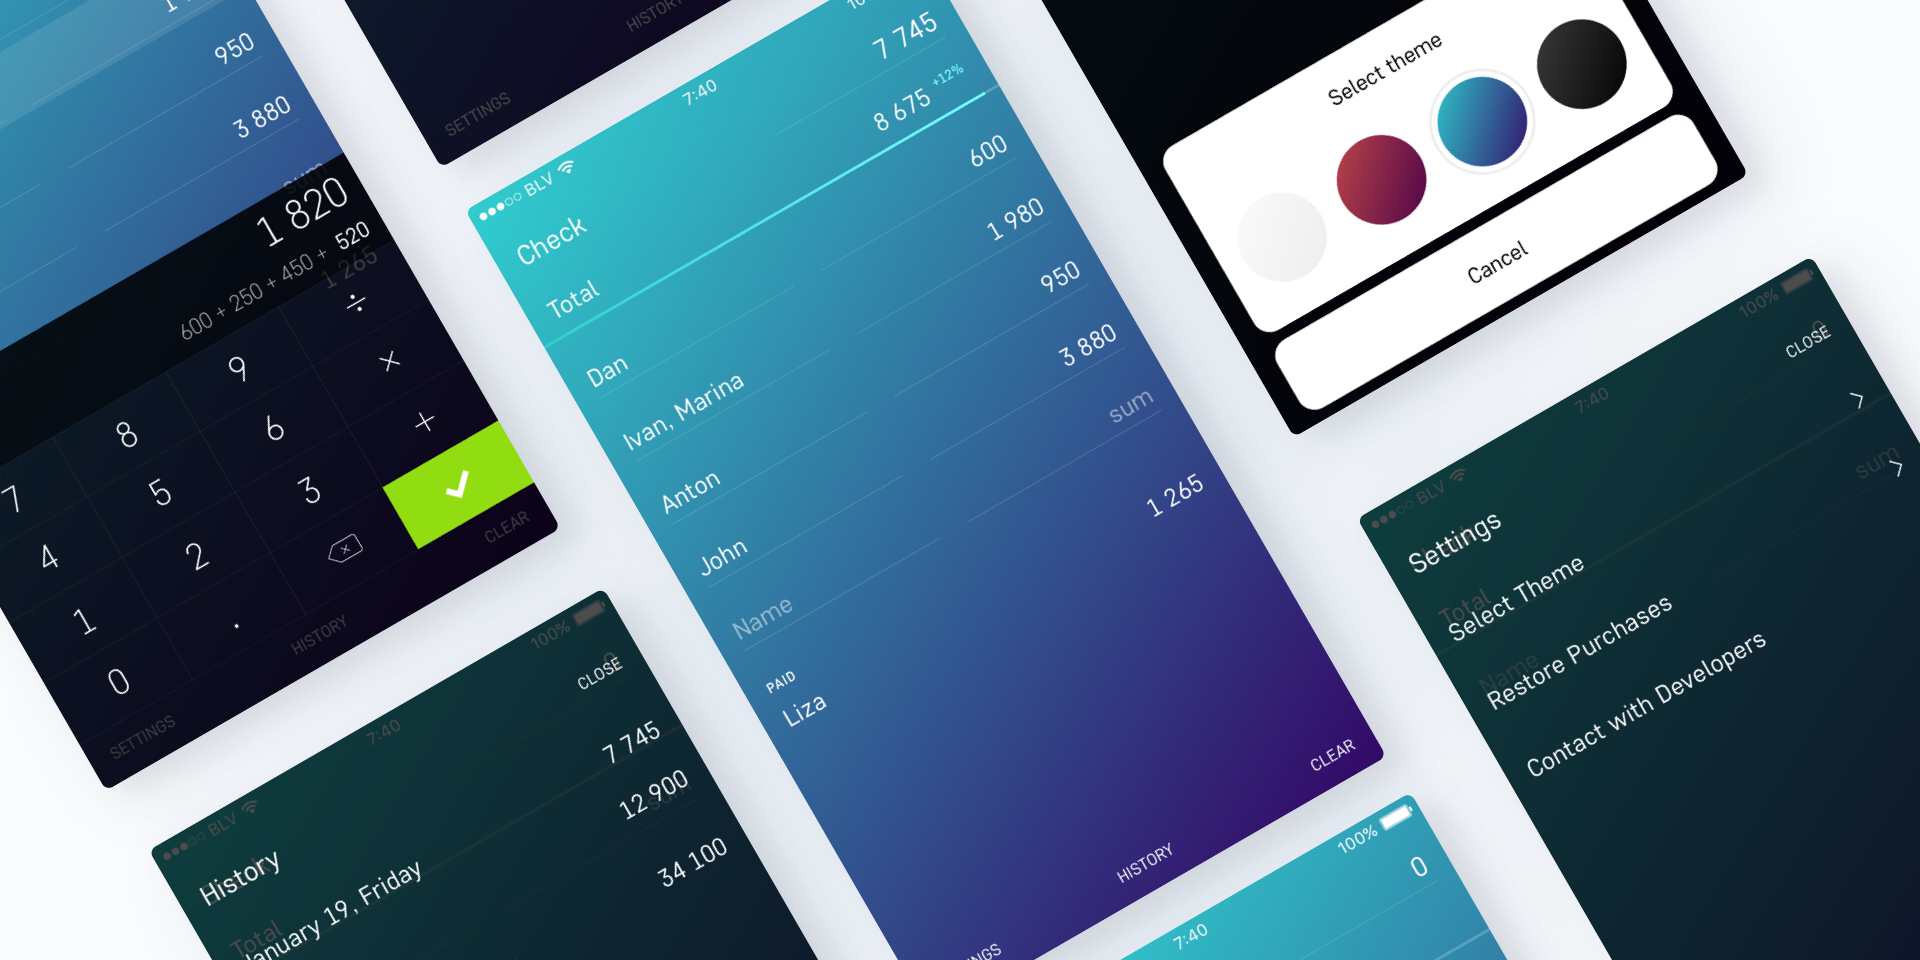 950
3 880
sum
1 820
600 + 250 + 450 + 520
1 265
÷
7 8 9 ×
4 5 6 +
1 2 3
0 .
SETTINGS HISTORY CLEAR
SETTINGS HISTORY
BLV 7:40 100%
Check 7 745
Total 8 675 +12%
Dan 600
Ivan, Marina 1 980
Anton 950
John 3 880
Name sum
PAID
Liza 1 265
HISTORY CLEAR
Select theme
Cancel
BLV 7:40 100%
CLOSE
Settings
Total
Select Theme
sum
Name
Restore Purchases
Contact with Developers
BLV 7:40 100%
0
CLOSE
History 7 745
Total
January 19, Friday 12 900
sum
34 100
7:40 100%
0